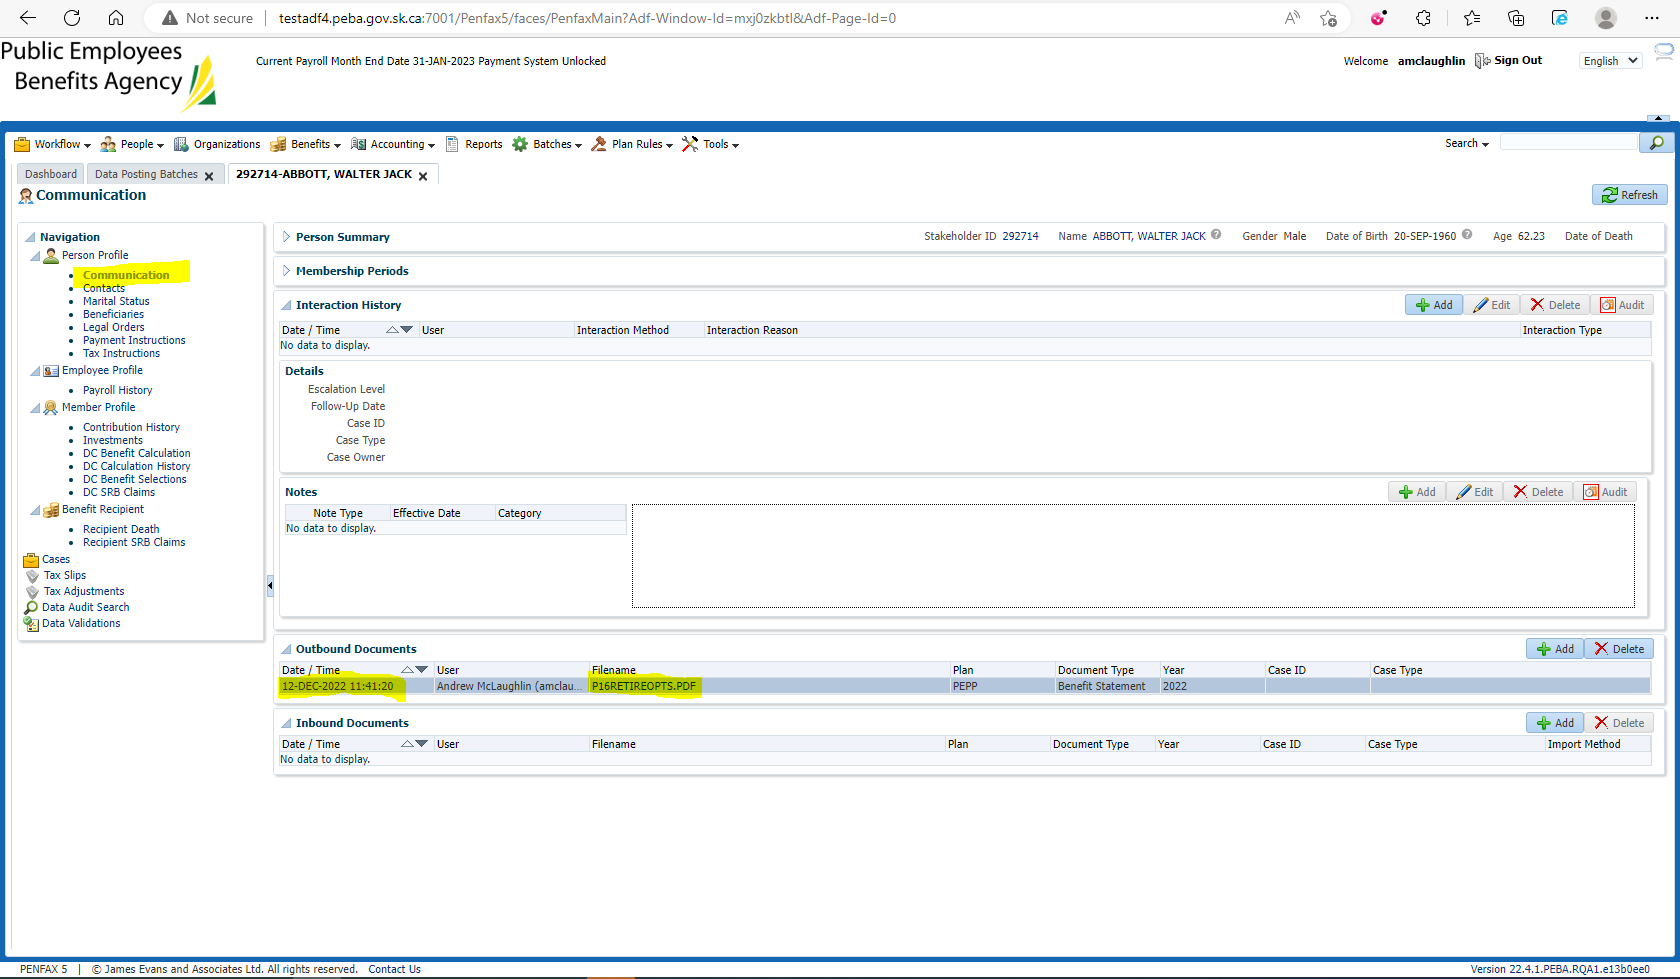 Not secure | testadf4.peba.gov.sk.ca:7001/Penfax5/faces/PenfaxMain?Adf-Window-Id=mxj0zkbtl&Adf-Page-Id=0
Public Employees
Benefits Agency
Current Payroll Month End Date 31-JAN-2023 Payment System Unlocked
Welcome amclaughlin Sign Out English
Workflow People Organizations Benefits Accounting Reports Batches Plan Rules Tools Search
Dashboard Data Posting Batches 292714-ABBOTT, WALTER JACK
Communication Refresh
Navigation
Person Profile
Communication
Contacts
Marital Status
Beneficiaries
Legal Orders
Payment Instructions
Tax Instructions
Employee Profile
Payroll History
Member Profile
Contribution History
Investments
DC Benefit Calculation
DC Calculation History
DC Benefit Selections
DC SRB Claims
Benefit Recipient
Recipient Death
Recipient SRB Claims
Cases
Tax Slips
Tax Adjustments
Data Audit Search
Data Validations
Person Summary Stakeholder ID 292714 Name ABBOTT, WALTER JACK Gender Male Date of Birth 20-SEP-1960 Age 62.23 Date of Death
Membership Periods
Interaction History Add Edit Delete Audit
Date / Time User Interaction Method Interaction Reason Interaction Type
No data to display.
Details
Escalation Level
Follow-Up Date
Case ID
Case Type
Case Owner
Notes Add Edit Delete Audit
Note Type Effective Date Category
No data to display.
Outbound Documents Add Delete
Date / Time User Filename Plan Document Type Year Case ID Case Type
12-DEC-2022 11:41:20 Andrew McLaughlin (amclau... P16RETIREOPTS.PDF PEPP Benefit Statement 2022
Inbound Documents Add Delete
Date / Time User Filename Plan Document Type Year Case ID Case Type Import Method
No data to display.
PENFAX 5 | © James Evans and Associates Ltd. All rights reserved. Contact Us Version 22.4.1.PEBA.RQA1.e13b0ee0